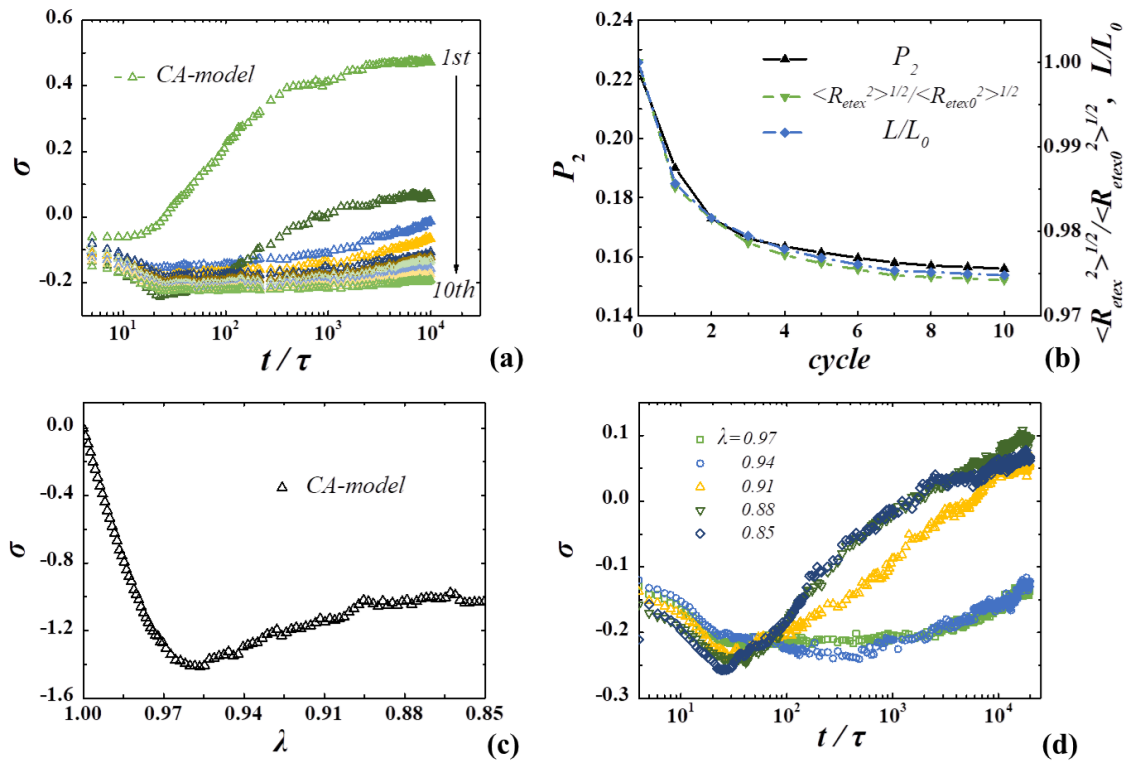 0.6
0.4
0.2
0.0
-0.2
σ
CA-model
1st
10th
10¹ 10² 10³ 10⁴
t / τ
(a)
0.24
0.22
0.20
0.18
0.16
0.14
P₂
P₂
<R_etex²>^1/2/<R_etex0²>^1/2
L/L₀
1.00
0.99
0.98
0.97
<R_etex²>^1/2/<R_etex0²>^1/2, L/L₀
0 2 4 6 8 10
cycle
(b)
0.0
-0.4
-0.8
-1.2
-1.6
σ
CA-model
1.00 0.97 0.94 0.91 0.88 0.85
λ
(c)
0.1
0.0
-0.1
-0.2
-0.3
σ
λ=0.97
0.94
0.91
0.88
0.85
10¹ 10² 10³ 10⁴
t / τ
(d)